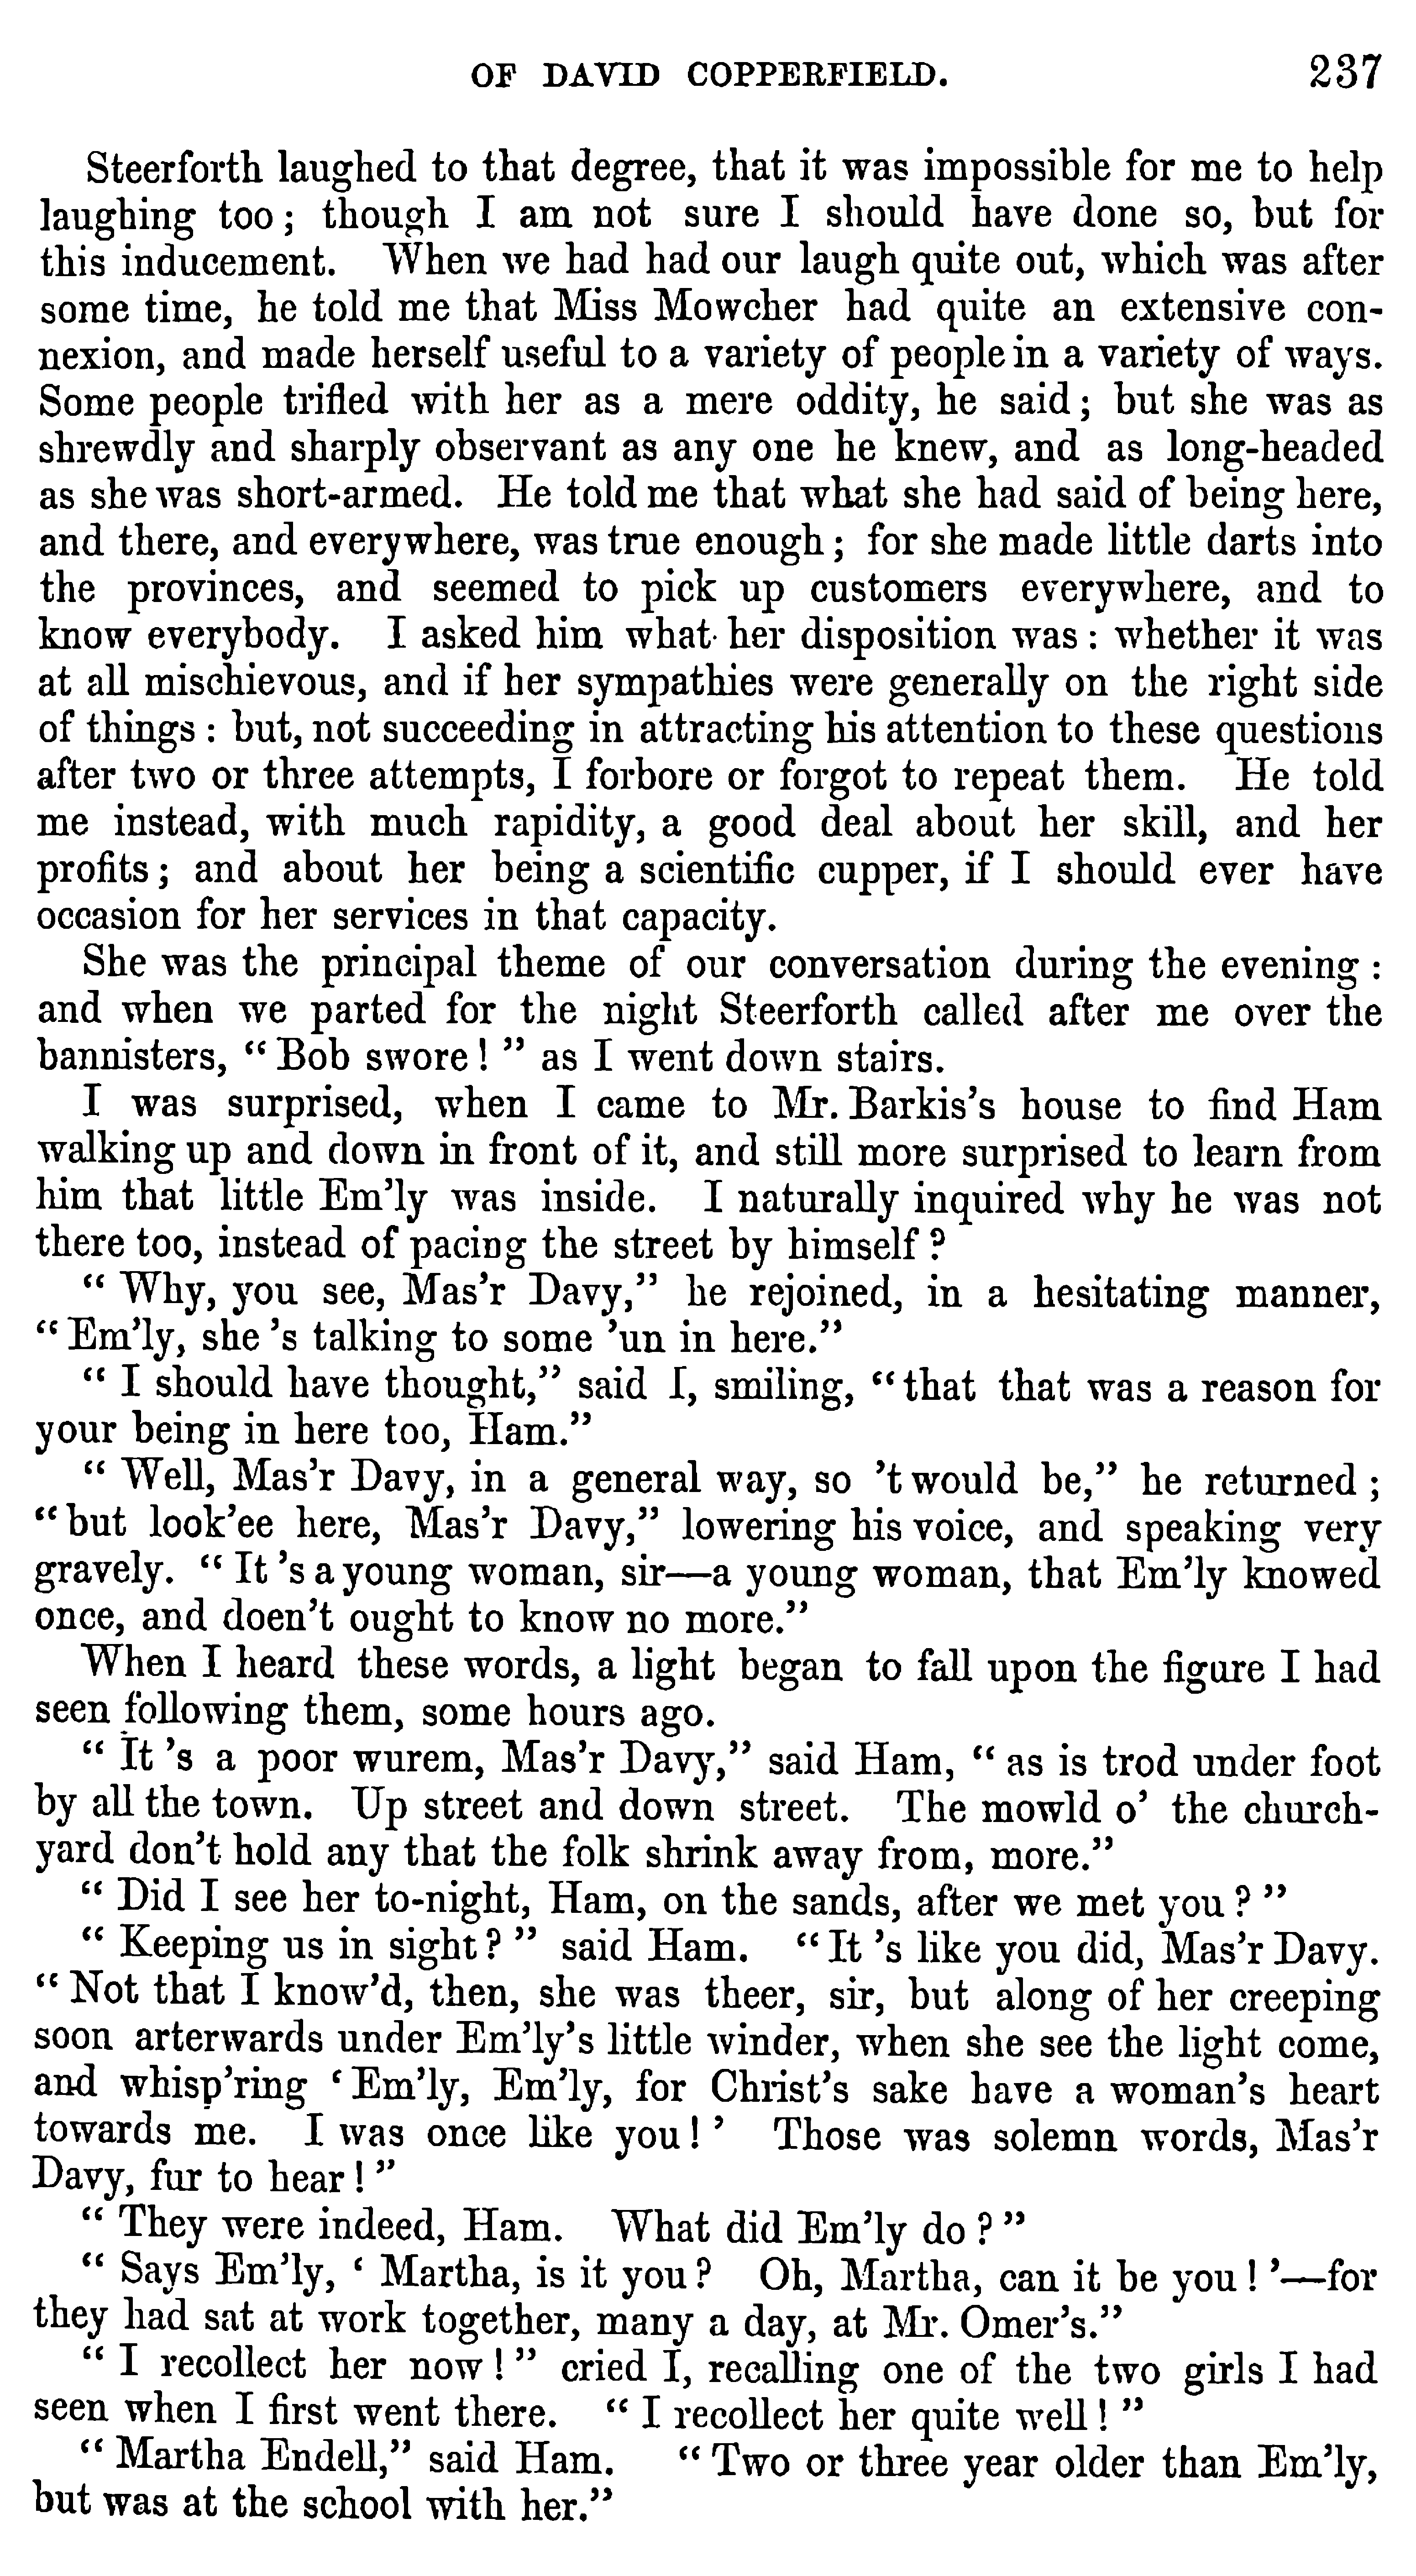 OF DAVID COPPERFIELD. 237
Steerforth laughed to that degree, that it was impossible for me to help
laughing too; though I am not sure I should have done so, but for
this inducement. When we had had our laugh quite out, which was after
some time, he told me that Miss Mowcher had quite an extensive con-
nexion, and made herself useful to a variety of people in a variety of ways.
Some people trifled with her as a mere oddity, he said; but she was as
shrewdly and sharply observant as any one he knew, and as long-headed
as she was short-armed. He told me that what she had said of being here,
and there, and everywhere, was true enough; for she made little darts into
the provinces, and seemed to pick up customers everywhere, and to
know everybody. I asked him what her disposition was: whether it was
at all mischievous, and if her sympathies were generally on the right side
of things: but, not succeeding in attracting his attention to these questions
after two or three attempts, I forbore or forgot to repeat them. He told
me instead, with much rapidity, a good deal about her skill, and her
profits; and about her being a scientific cupper, if I should ever have
occasion for her services in that capacity.
She was the principal theme of our conversation during the evening:
and when we parted for the night Steerforth called after me over the
bannisters, “Bob swore!” as I went down stairs.
I was surprised, when I came to Mr. Barkis’s house to find Ham
walking up and down in front of it, and still more surprised to learn from
him that little Em’ly was inside. I naturally inquired why he was not
there too, instead of pacing the street by himself?
“Why, you see, Mas’r Davy,” he rejoined, in a hesitating manner,
“Em’ly, she ’s talking to some ’un in here.”
“I should have thought,” said I, smiling, “that that was a reason for
your being in here too, Ham.”
“Well, Mas’r Davy, in a general way, so ’t would be,” he returned;
“but look’ee here, Mas’r Davy,” lowering his voice, and speaking very
gravely. “It ’s a young woman, sir—a young woman, that Em’ly knowed
once, and doen’t ought to know no more.”
When I heard these words, a light began to fall upon the figure I had
seen following them, some hours ago.
“It ’s a poor wurem, Mas’r Davy,” said Ham, “as is trod under foot
by all the town. Up street and down street. The mowld o’ the church-
yard don’t hold any that the folk shrink away from, more.”
“Did I see her to-night, Ham, on the sands, after we met you?”
“Keeping us in sight?” said Ham. “It ’s like you did, Mas’r Davy.
“Not that I know’d, then, she was theer, sir, but along of her creeping
soon arterwards under Em’ly’s little winder, when she see the light come,
and whisp’ring ‘Em’ly, Em’ly, for Christ’s sake have a woman’s heart
towards me. I was once like you!’ Those was solemn words, Mas’r
Davy, fur to hear!”
“They were indeed, Ham. What did Em’ly do?”
“Says Em’ly, ‘Martha, is it you? Oh, Martha, can it be you!’—for
they had sat at work together, many a day, at Mr. Omer’s.”
“I recollect her now!” cried I, recalling one of the two girls I had
seen when I first went there. “I recollect her quite well!”
“Martha Endell,” said Ham. “Two or three year older than Em’ly,
but was at the school with her.”